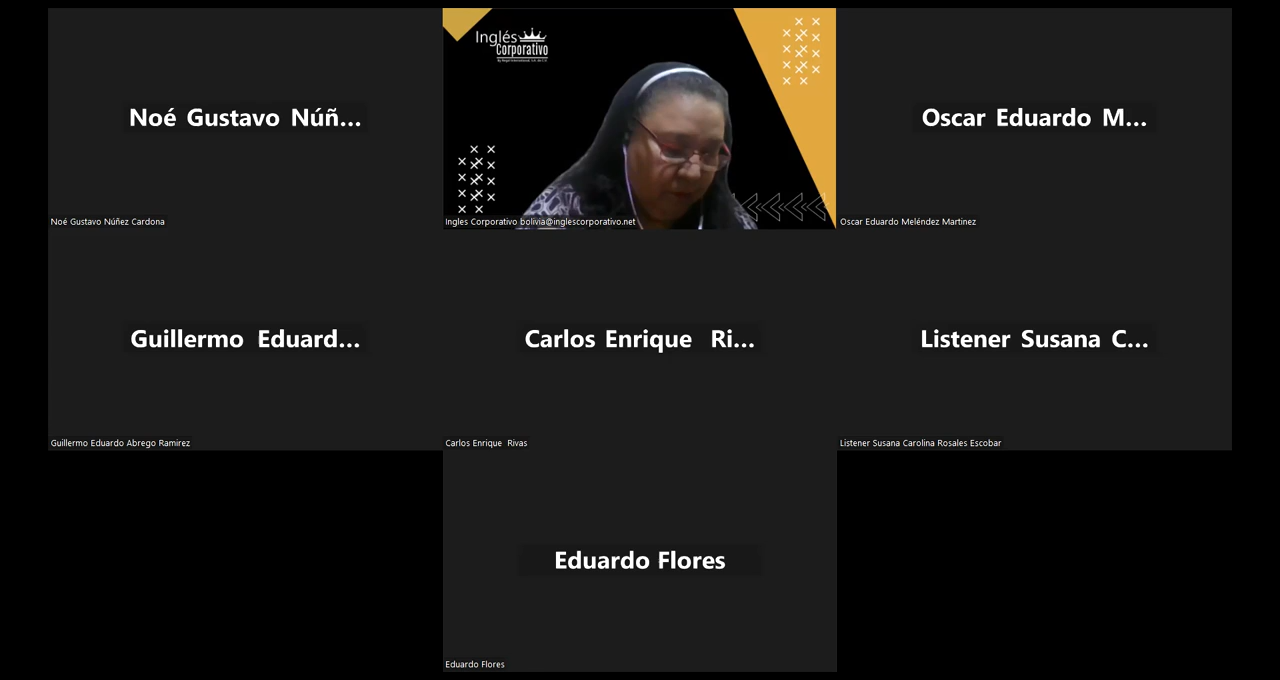 Noé Gustavo Núñ...
Noé Gustavo Núñez Cardona
Inglés
Corporativo
Ingles Corporativo bolivia@inglescorporativo.net
Oscar Eduardo M...
Oscar Eduardo Meléndez Martinez
Guillermo Eduard...
Guillermo Eduardo Abrego Ramirez
Carlos Enrique Ri...
Carlos Enrique Rivas
Listener Susana C...
Listener Susana Carolina Rosales Escobar
Eduardo Flores
Eduardo Flores